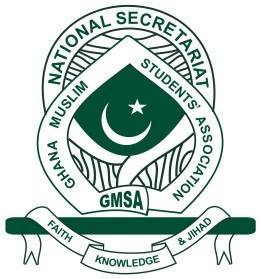 NATIONAL SECRETARIAT
GHANA MUSLIM STUDENTS' ASSOCIATION
GMSA
FAITH KNOWLEDGE & JIHAD